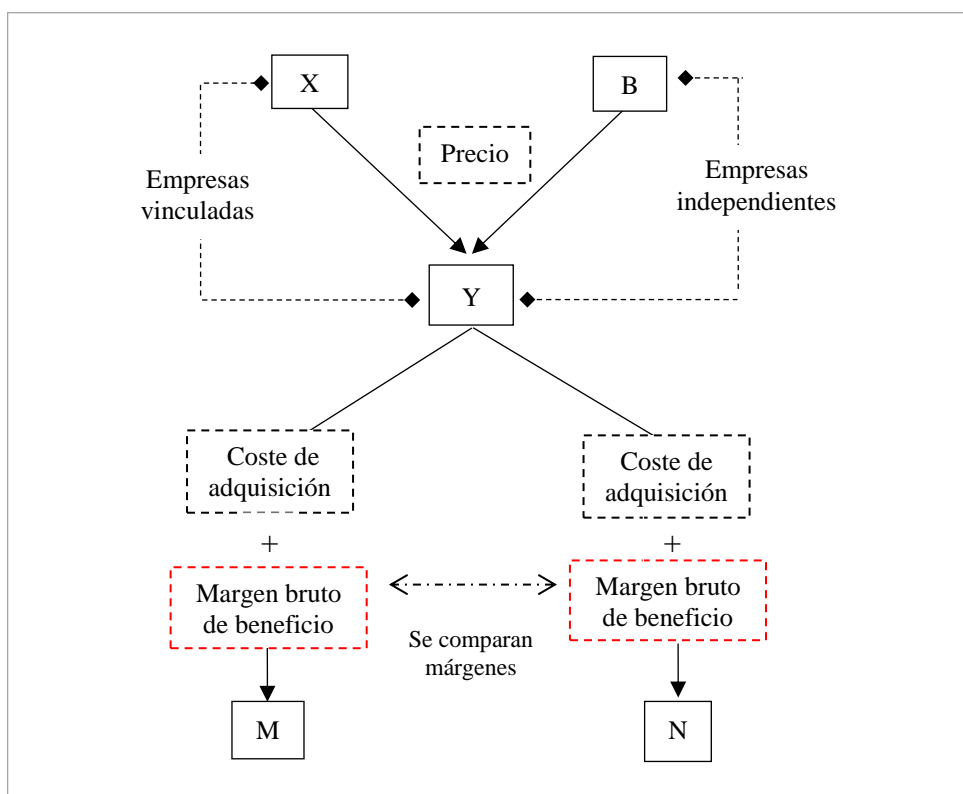 X
B
Precio
Empresas
vinculadas
Empresas
independientes
Y
Coste de
adquisición
Coste de
adquisición
+
+
Margen bruto
de beneficio
Margen bruto
de beneficio
Se comparan
márgenes
M
N